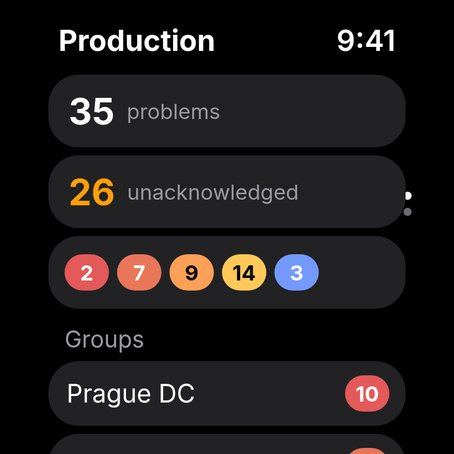 Production 9:41
35 problems
26 unacknowledged
2 7 9 14 3
Groups
Prague DC 10